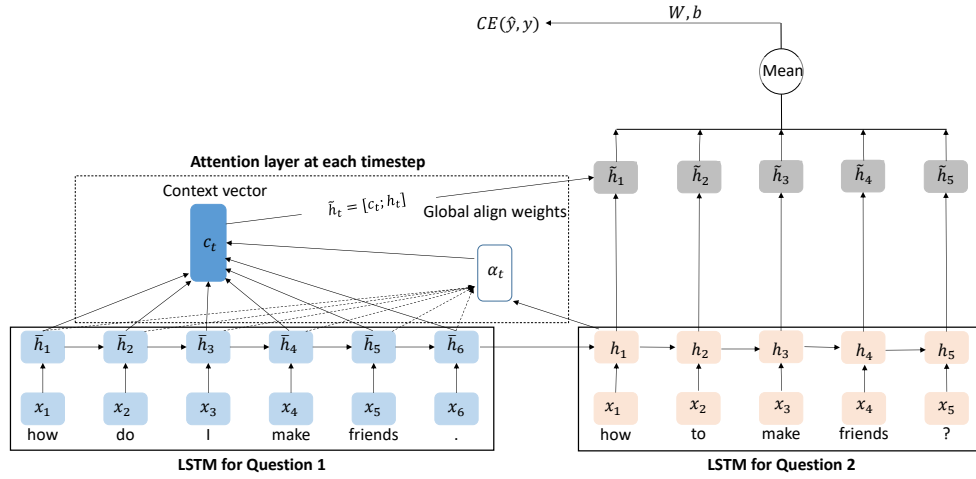 CE(ŷ, y)
W, b
Mean
Attention layer at each timestep
Context vector
h̃₁ h̃₂ h̃₃ h̃₄ h̃₅
h̃ₜ = [cₜ; hₜ]
Global align weights
cₜ
αₜ
h̄₁ h̄₂ h̄₃ h̄₄ h̄₅ h̄₆
h₁ h₂ h₃ h₄ h₅
x₁ x₂ x₃ x₄ x₅ x₆
x₁ x₂ x₃ x₄ x₅
how do I make friends .
how to make friends ?
LSTM for Question 1
LSTM for Question 2